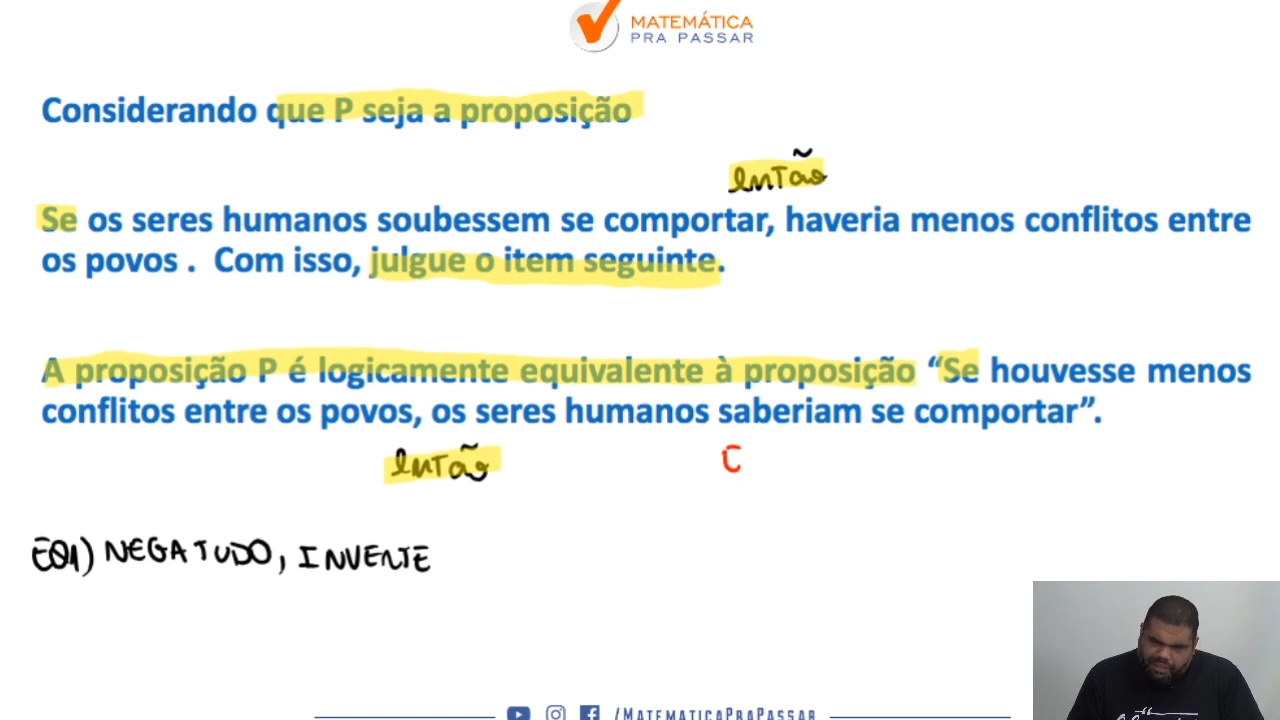 MATEMÁTICA
PRA PASSAR
Considerando que P seja a proposição
ENTÃO
Se os seres humanos soubessem se comportar, haveria menos conflitos entre
os povos . Com isso, julgue o item seguinte.
A proposição P é logicamente equivalente à proposição “Se houvesse menos
conflitos entre os povos, os seres humanos saberiam se comportar”.
ENTÃO
C
EQ1) NEGA TUDO, INVERTE
/MATEMATICAPRAPASSAR